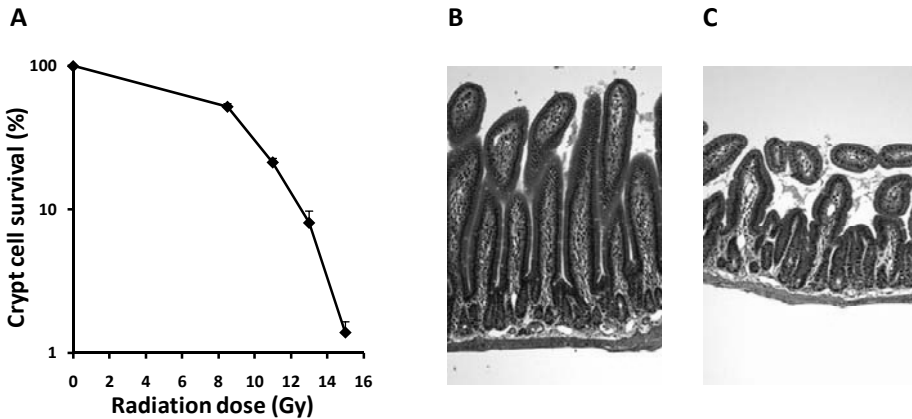 A
B
C
Crypt cell survival (%)
100
10
1
0 2 4 6 8 10 12 14 16
Radiation dose (Gy)